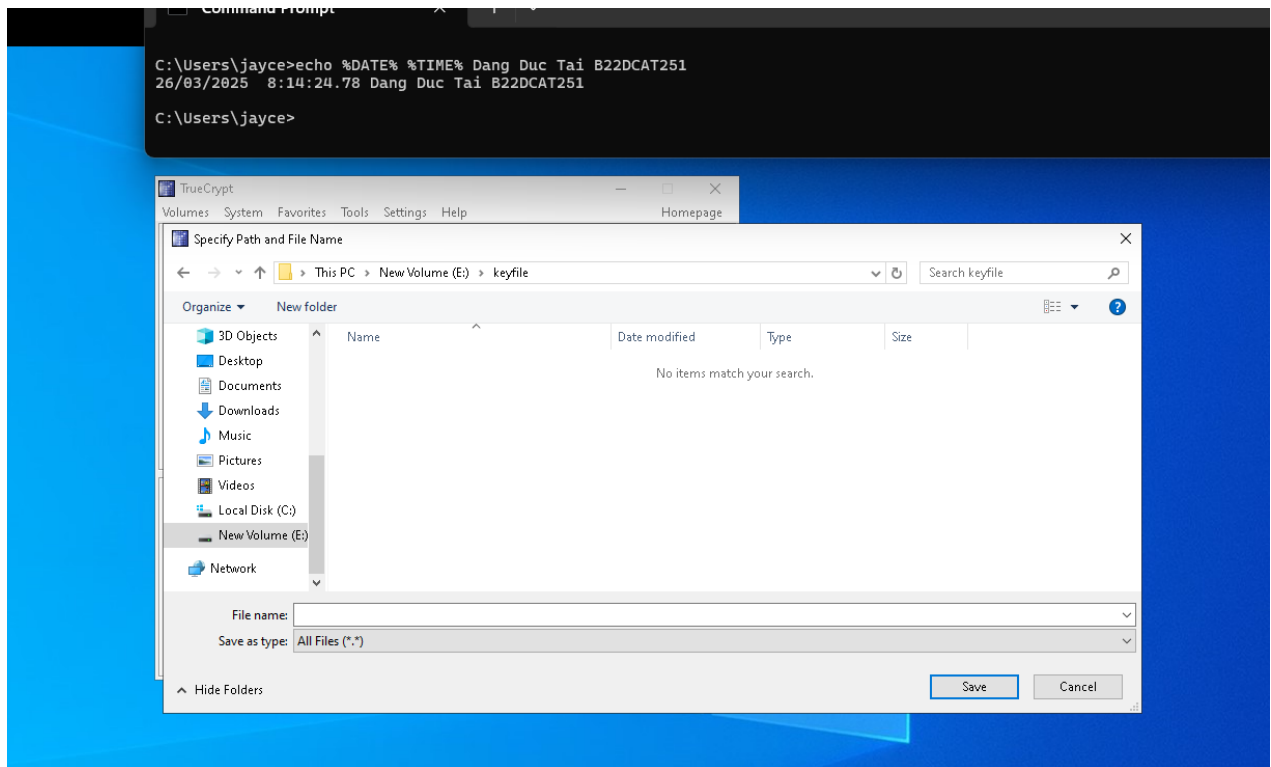 Command Prompt
C:\Users\jayce>echo %DATE% %TIME% Dang Duc Tai B22DCAT251
26/03/2025  8:14:24.78 Dang Duc Tai B22DCAT251
C:\Users\jayce>
TrueCrypt
Volumes System Favorites Tools Settings Help Homepage
Specify Path and File Name
This PC > New Volume (E:) > keyfile Search keyfile
Organize New folder
3D Objects
Desktop
Documents
Downloads
Music
Pictures
Videos
Local Disk (C:)
New Volume (E:)
Network
Name Date modified Type Size
No items match your search.
File name:
Save as type: All Files (*.*)
Hide Folders Save Cancel